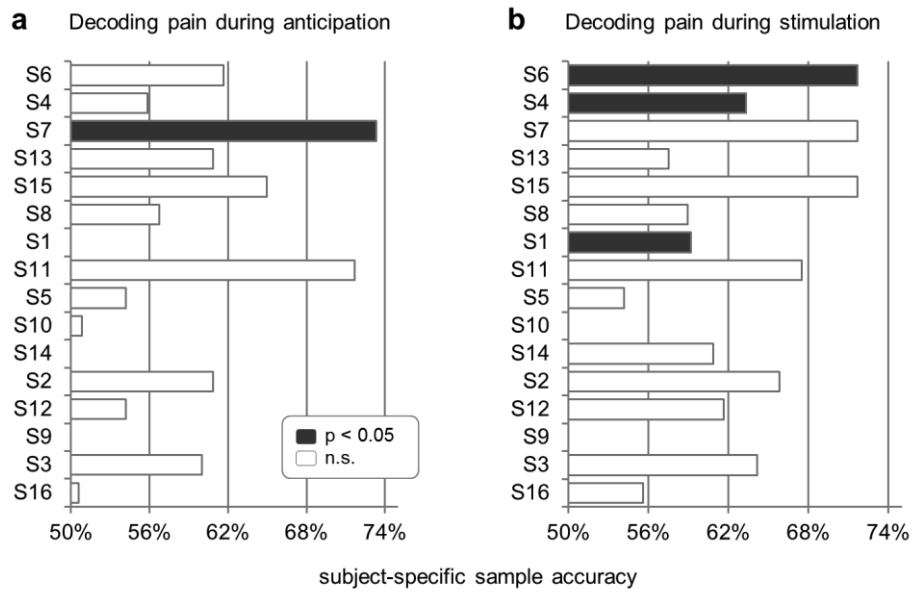 a Decoding pain during anticipation
S6
S4
S7
S13
S15
S8
S1
S11
S5
S10
S14
S2
S12
S9
S3
S16
p < 0.05
n.s.
50% 56% 62% 68% 74%
b Decoding pain during stimulation
S6
S4
S7
S13
S15
S8
S1
S11
S5
S10
S14
S2
S12
S9
S3
S16
50% 56% 62% 68% 74%
subject-specific sample accuracy